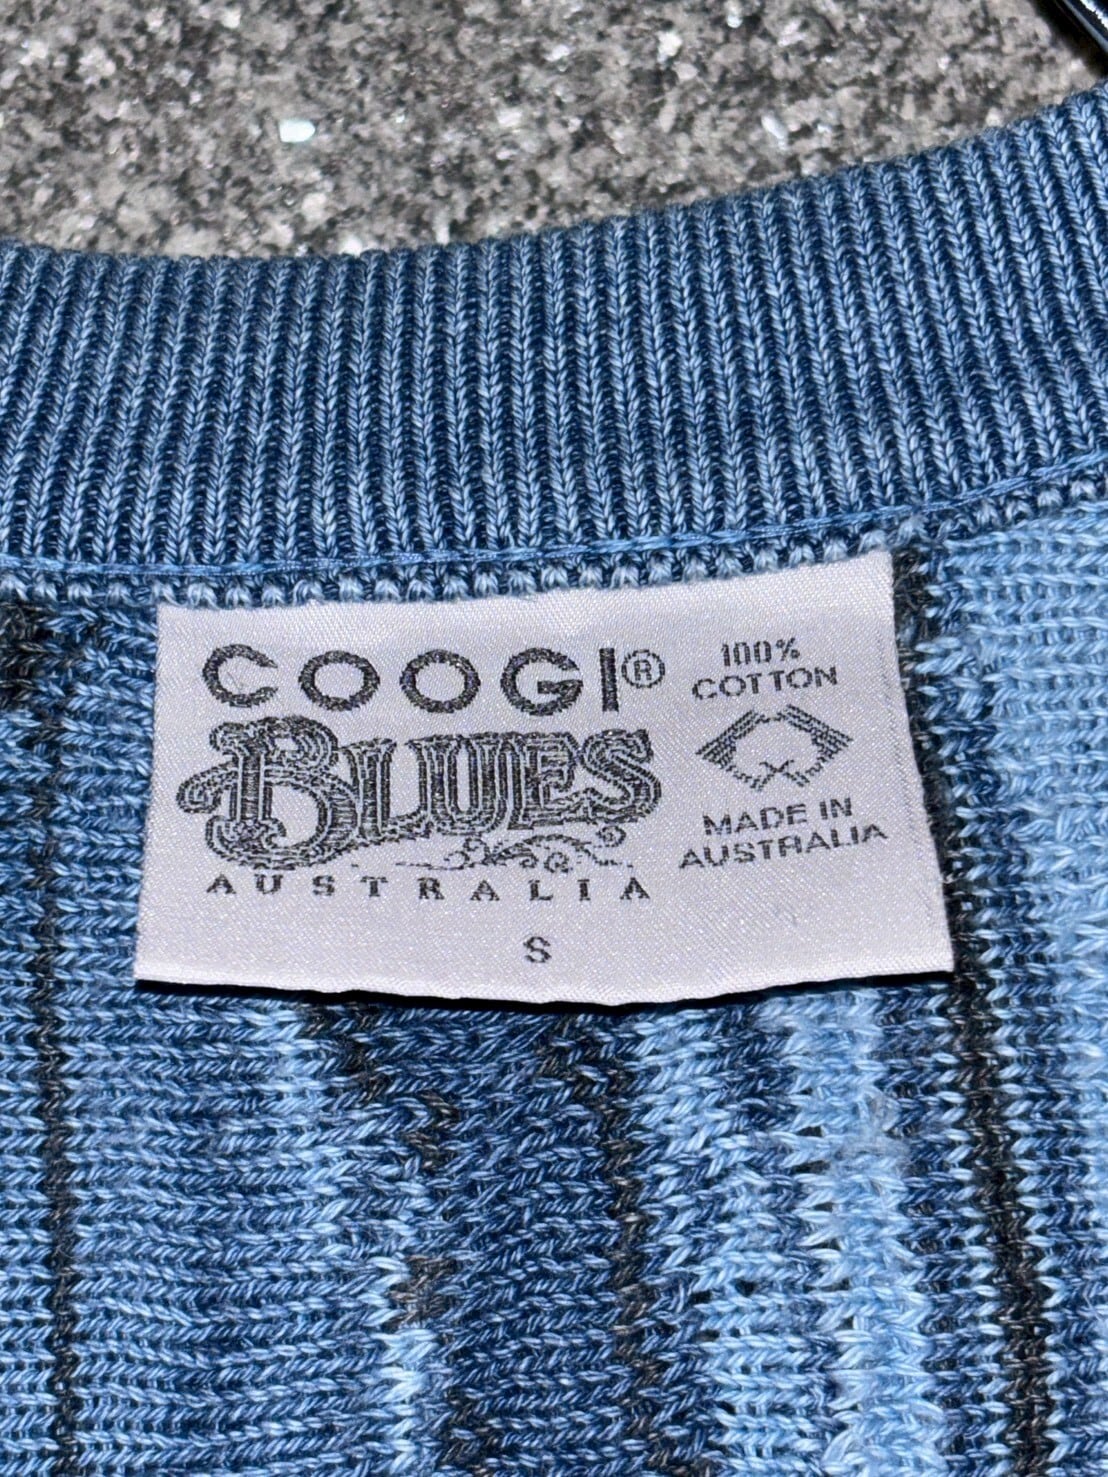 COOGI®
BLUES
AUSTRALIA
100%
COTTON
MADE IN
AUSTRALIA
S